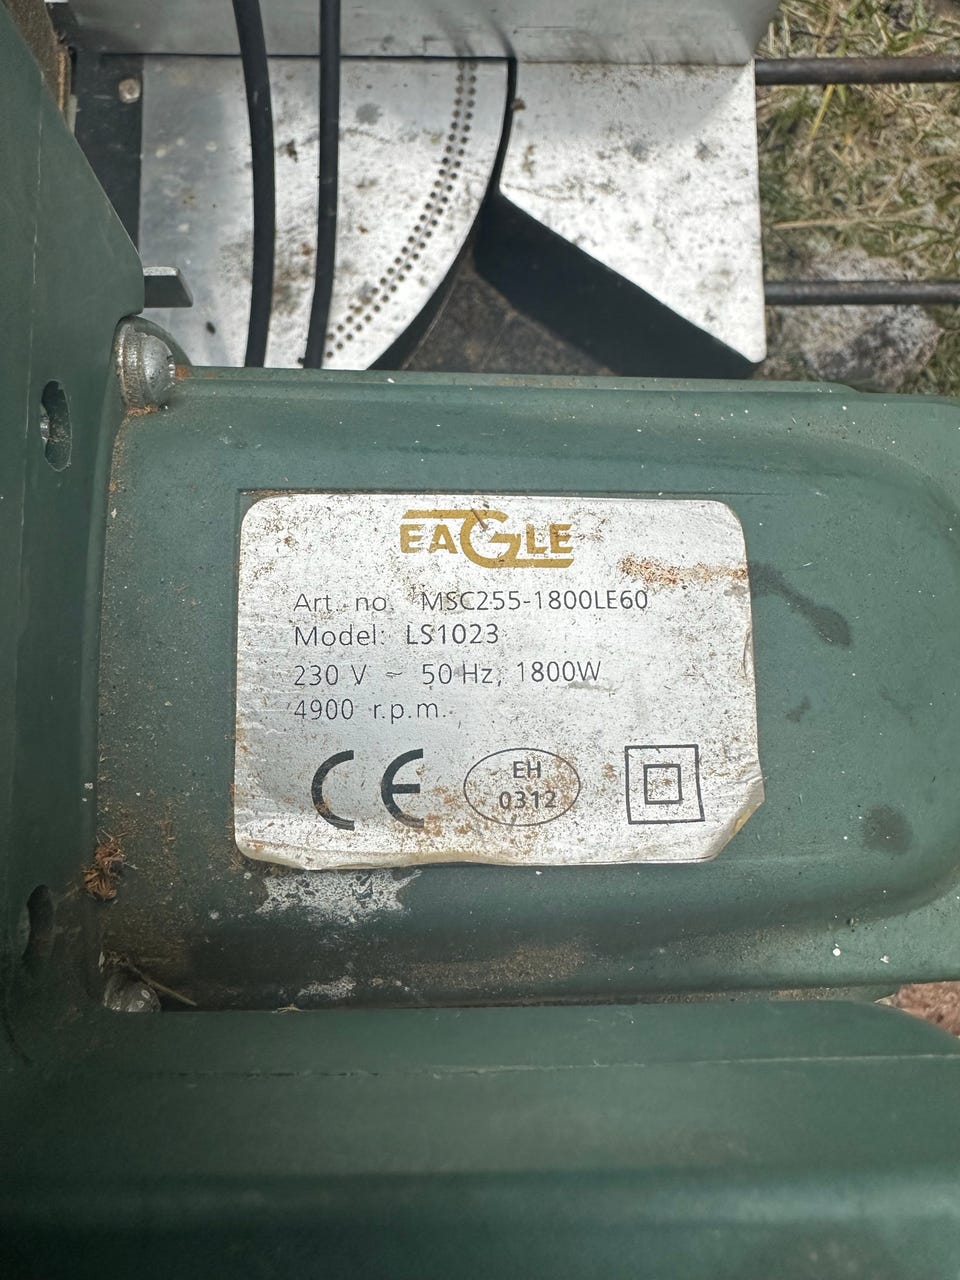 EAGLE
Art. no. MSC255-1800LE60
Model: LS1023
230 V ~ 50 Hz, 1800W
4900 r.p.m.
CE
EH
0312